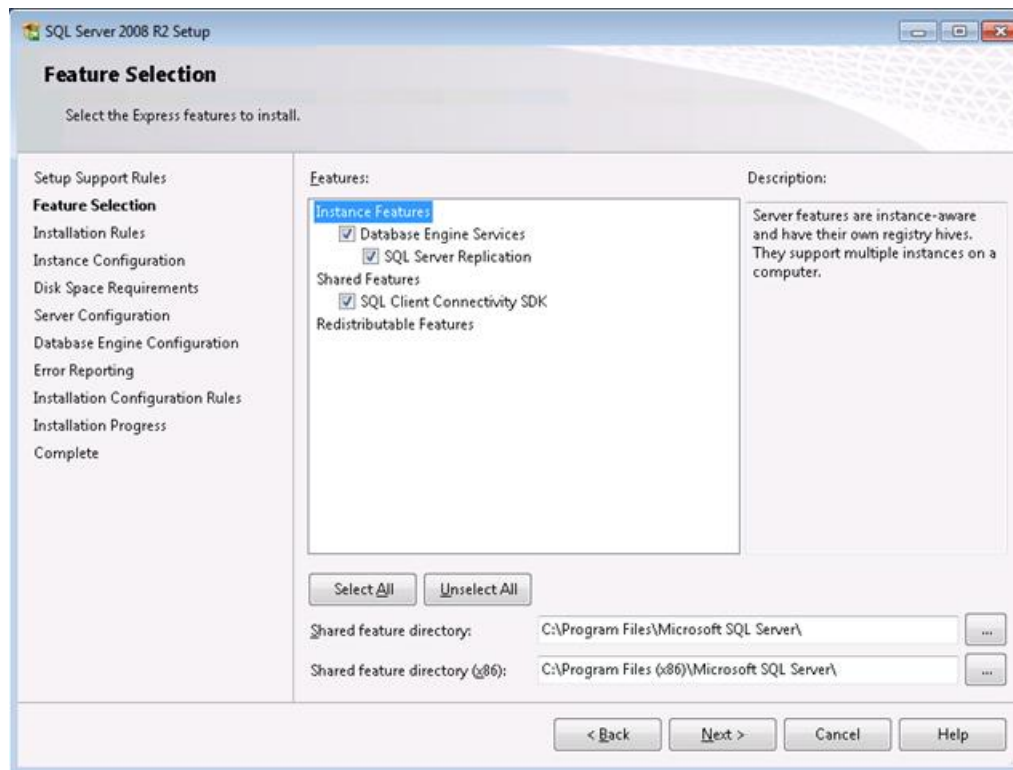 SQL Server 2008 R2 Setup
Feature Selection
Select the Express features to install.
Setup Support Rules
Feature Selection
Installation Rules
Instance Configuration
Disk Space Requirements
Server Configuration
Database Engine Configuration
Error Reporting
Installation Configuration Rules
Installation Progress
Complete
Features:
Instance Features
Database Engine Services
SQL Server Replication
Shared Features
SQL Client Connectivity SDK
Redistributable Features
Description:
Server features are instance-aware
and have their own registry hives.
They support multiple instances on a
computer.
Select All
Unselect All
Shared feature directory:
C:\Program Files\Microsoft SQL Server\
...
Shared feature directory (x86):
C:\Program Files (x86)\Microsoft SQL Server\
...
< Back
Next >
Cancel
Help